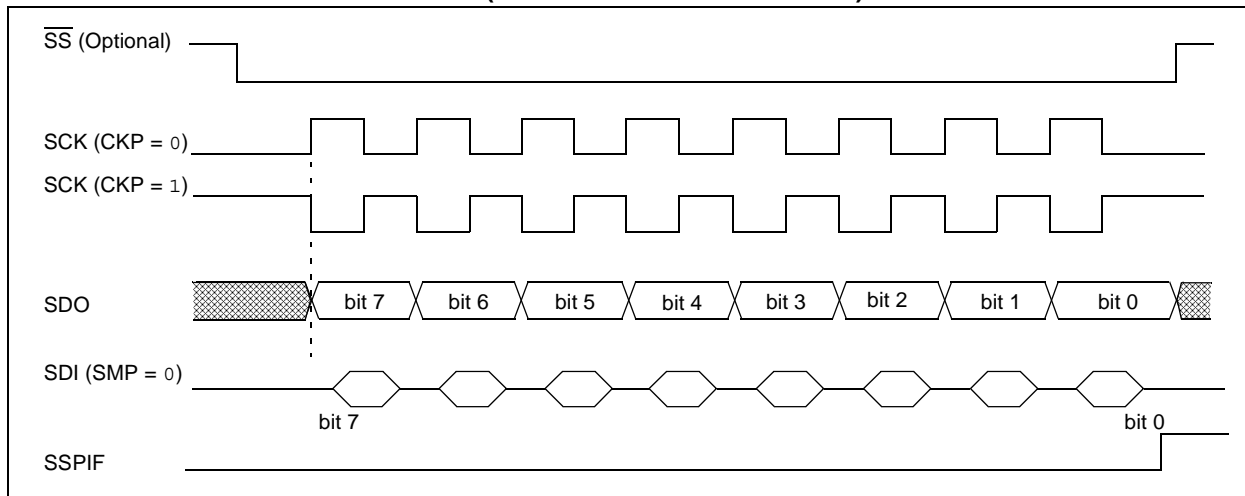 SS (Optional)
SCK (CKP = 0)
SCK (CKP = 1)
SDO
bit 7
bit 6
bit 5
bit 4
bit 3
bit 2
bit 1
bit 0
SDI (SMP = 0)
bit 7
bit 0
SSPIF